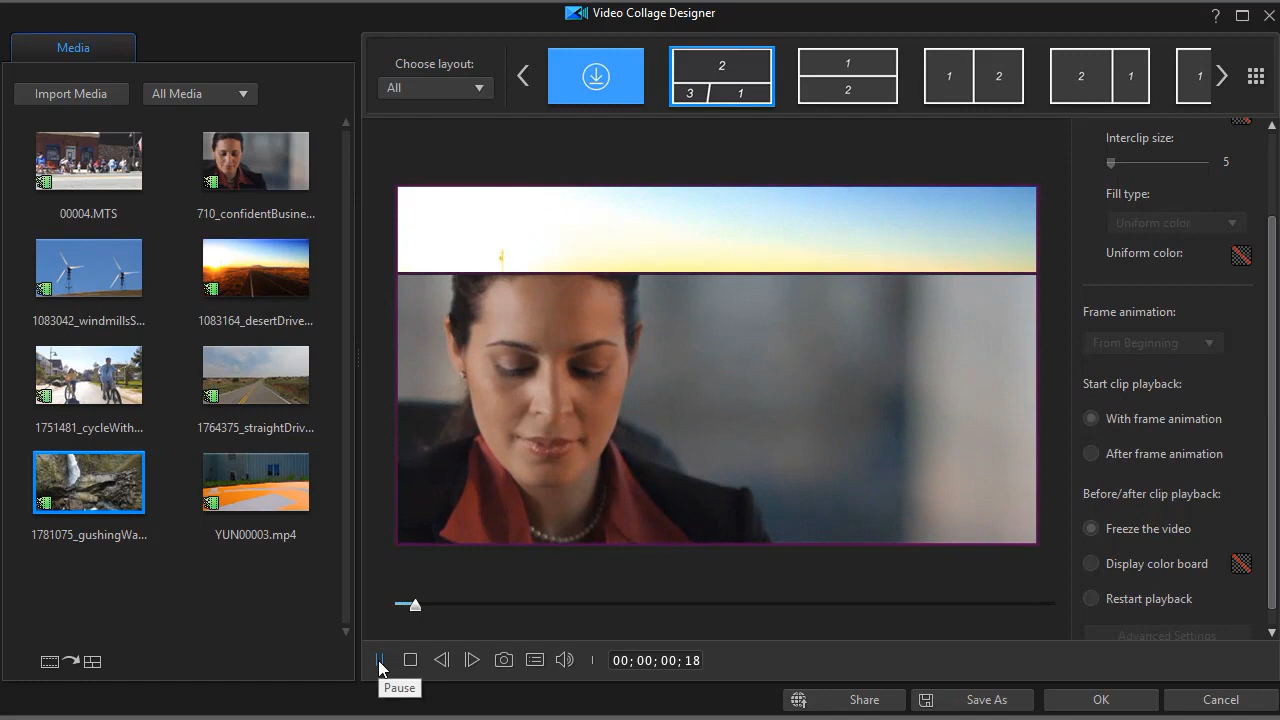 Video Collage Designer
?
Media
Import Media
All Media
00004.MTS
710_confidentBusine...
1083042_windmillsS...
1083164_desertDrive...
1751481_cycleWith...
1764375_straightDriv...
1781075_gushingWa...
YUN00003.mp4
Choose layout:
All
2
3 1
1
2
1 2
2 1
1
Interclip size:
5
Fill type:
Uniform color
Uniform color:
Frame animation:
From Beginning
Start clip playback:
With frame animation
After frame animation
Before/after clip playback:
Freeze the video
Display color board
Restart playback
Advanced Settings
00;00;00;18
Pause
Share
Save As
OK
Cancel